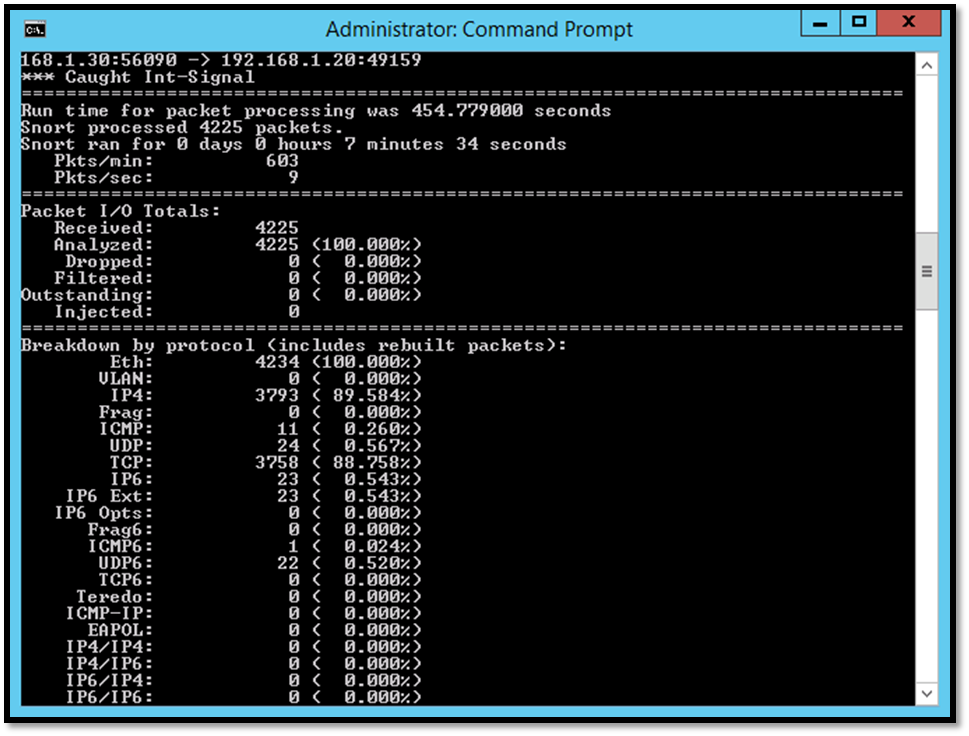 Administrator: Command Prompt
168.1.30:56090 -> 192.168.1.20:49159
*** Caught Int-Signal
===============================================================================
Run time for packet processing was 454.779000 seconds
Snort processed 4225 packets.
Snort ran for 0 days 0 hours 7 minutes 34 seconds
Pkts/min: 603
Pkts/sec: 9
===============================================================================
Packet I/O Totals:
Received: 4225
Analyzed: 4225 (100.000%)
Dropped: 0 ( 0.000%)
Filtered: 0 ( 0.000%)
Outstanding: 0 ( 0.000%)
Injected: 0
===============================================================================
Breakdown by protocol (includes rebuilt packets):
Eth: 4234 (100.000%)
VLAN: 0 ( 0.000%)
IP4: 3793 ( 89.584%)
Frag: 0 ( 0.000%)
ICMP: 11 ( 0.260%)
UDP: 24 ( 0.567%)
TCP: 3758 ( 88.758%)
IP6: 23 ( 0.543%)
IP6 Ext: 23 ( 0.543%)
IP6 Opts: 0 ( 0.000%)
Frag6: 0 ( 0.000%)
ICMP6: 1 ( 0.024%)
UDP6: 22 ( 0.520%)
TCP6: 0 ( 0.000%)
Teredo: 0 ( 0.000%)
ICMP-IP: 0 ( 0.000%)
EAPOL: 0 ( 0.000%)
IP4/IP4: 0 ( 0.000%)
IP4/IP6: 0 ( 0.000%)
IP6/IP4: 0 ( 0.000%)
IP6/IP6: 0 ( 0.000%)